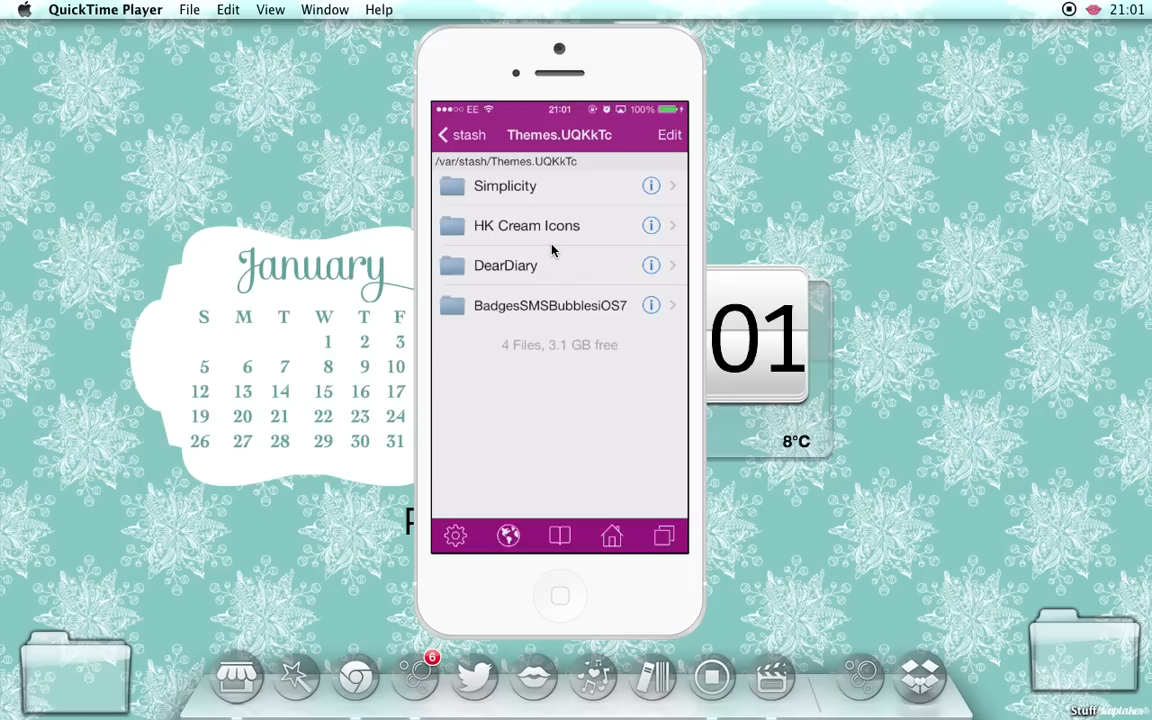 QuickTime Player File Edit View Window Help 21:01
EE 21:01 100%
stash Themes.UQKkTc Edit
/var/stash/Themes.UQKkTc
Simplicity
HK Cream Icons
DearDiary
BadgesSMSBubblesiOS7
4 Files, 3.1 GB free
January
S M T W T F
1 2 3
5 6 7 8 9 10
12 13 14 15 16 17
19 20 21 22 23 24
26 27 28 29 30 31
01
8°C
6